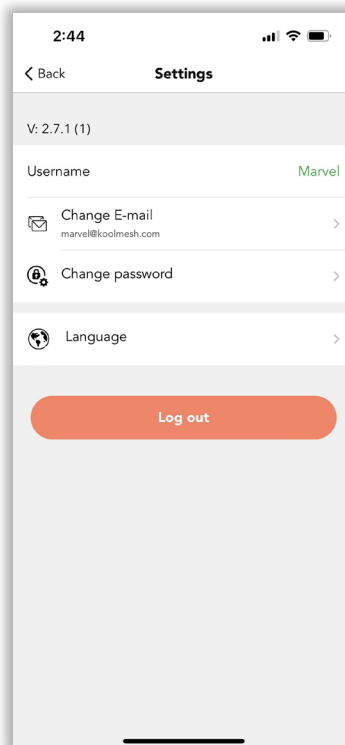 2:44
Back
Settings
V: 2.7.1 (1)
Username
Marvel
Change E-mail
marvel@koolmesh.com
Change password
Language
Log out